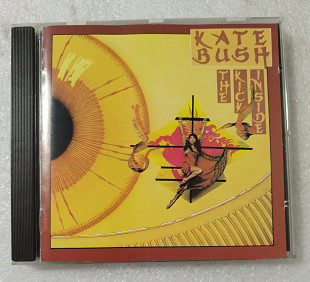 KATE
BUSH
THE
KICK
INSIDE